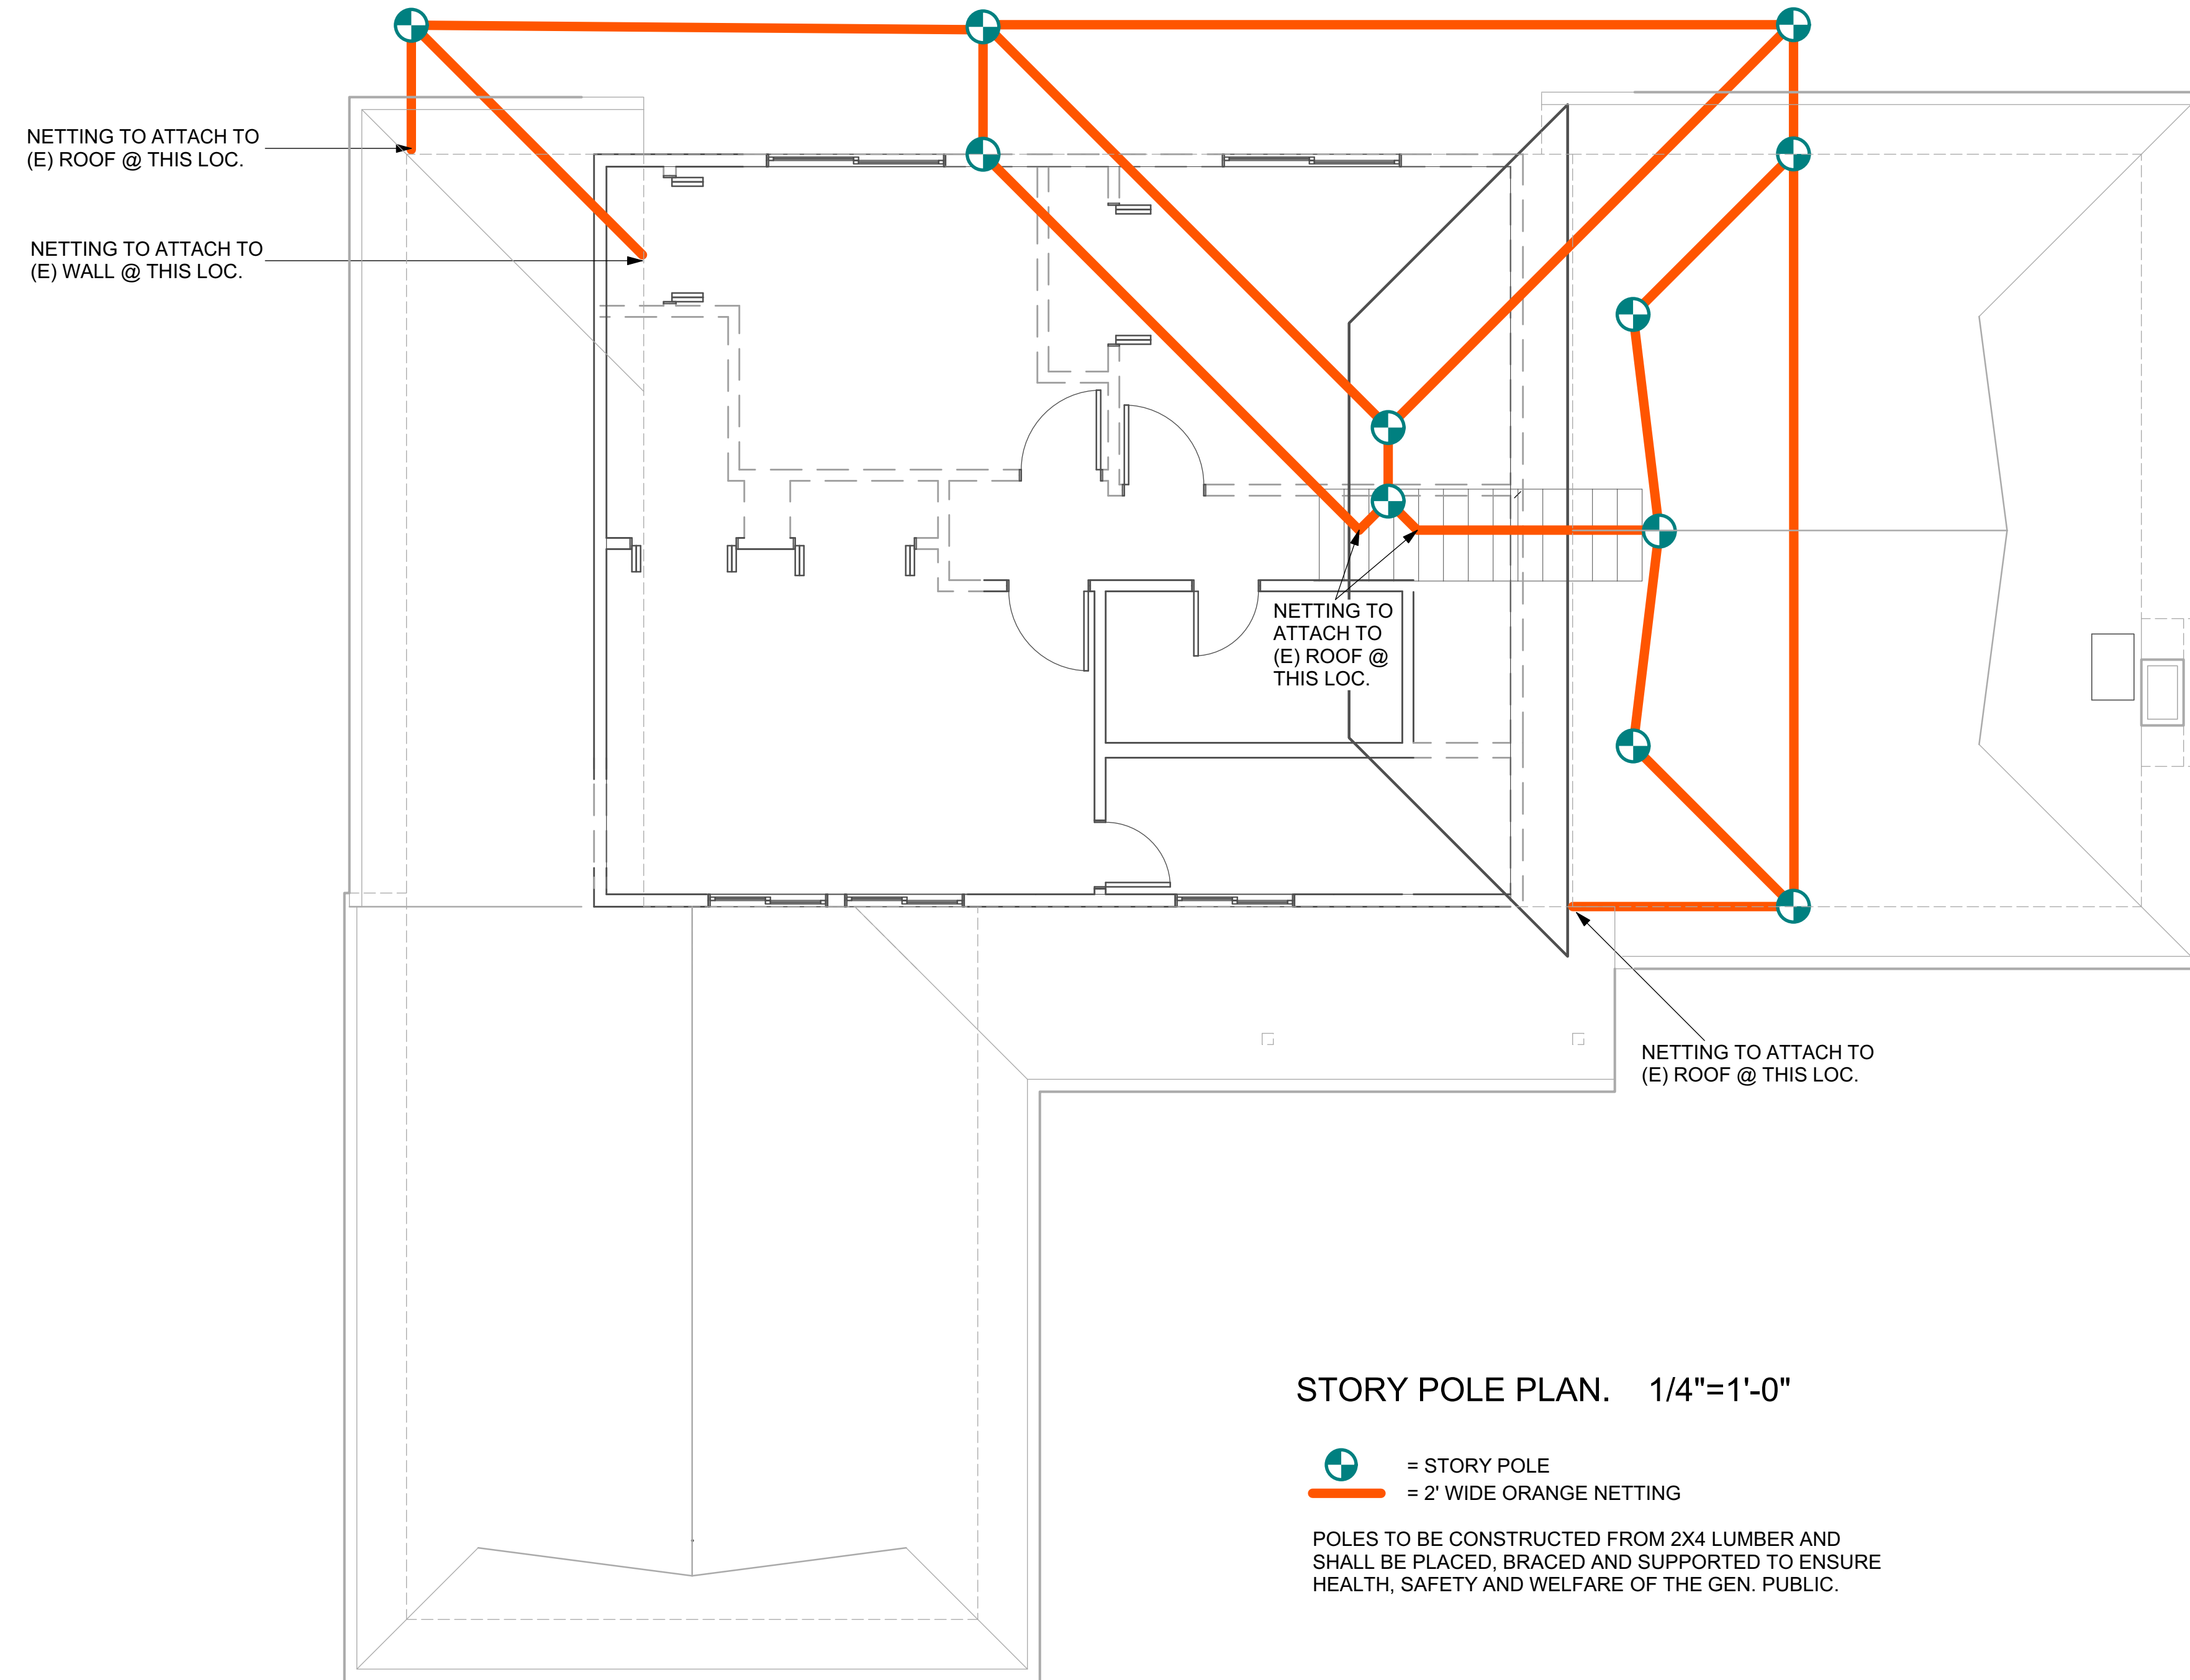 NETTING TO ATTACH TO
(E) ROOF @ THIS LOC.
NETTING TO ATTACH TO
(E) WALL @ THIS LOC.
NETTING TO
ATTACH TO
(E) ROOF @
THIS LOC.
NETTING TO ATTACH TO
(E) ROOF @ THIS LOC.
STORY POLE PLAN. 1/4"=1'-0"
= STORY POLE
= 2' WIDE ORANGE NETTING
POLES TO BE CONSTRUCTED FROM 2X4 LUMBER AND
SHALL BE PLACED, BRACED AND SUPPORTED TO ENSURE
HEALTH, SAFETY AND WELFARE OF THE GEN. PUBLIC.